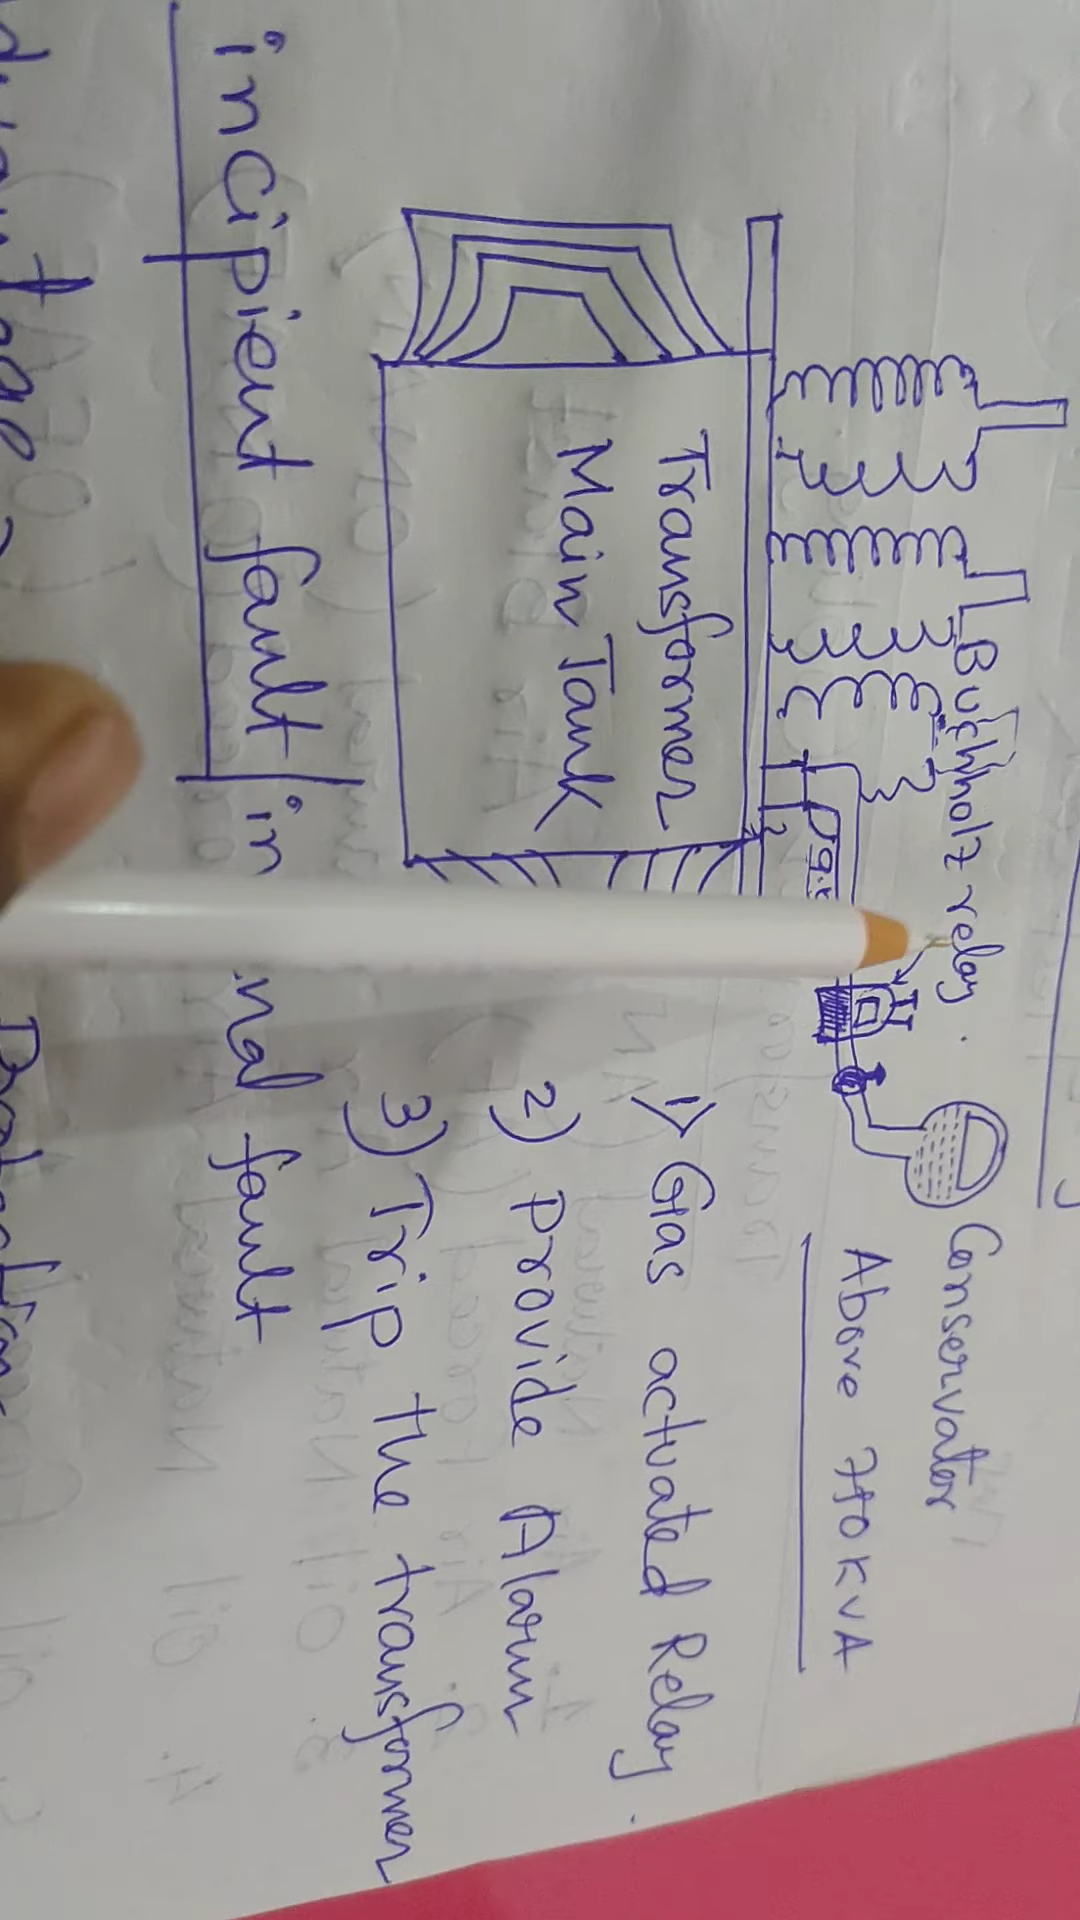 Buchholz relay.
Conservator
Above 750 KVA
Transformer
Main Tank
1) Gas actuated Relay.
2) Provide Alarm
3) Trip the transformer
incipient fault
nal fault